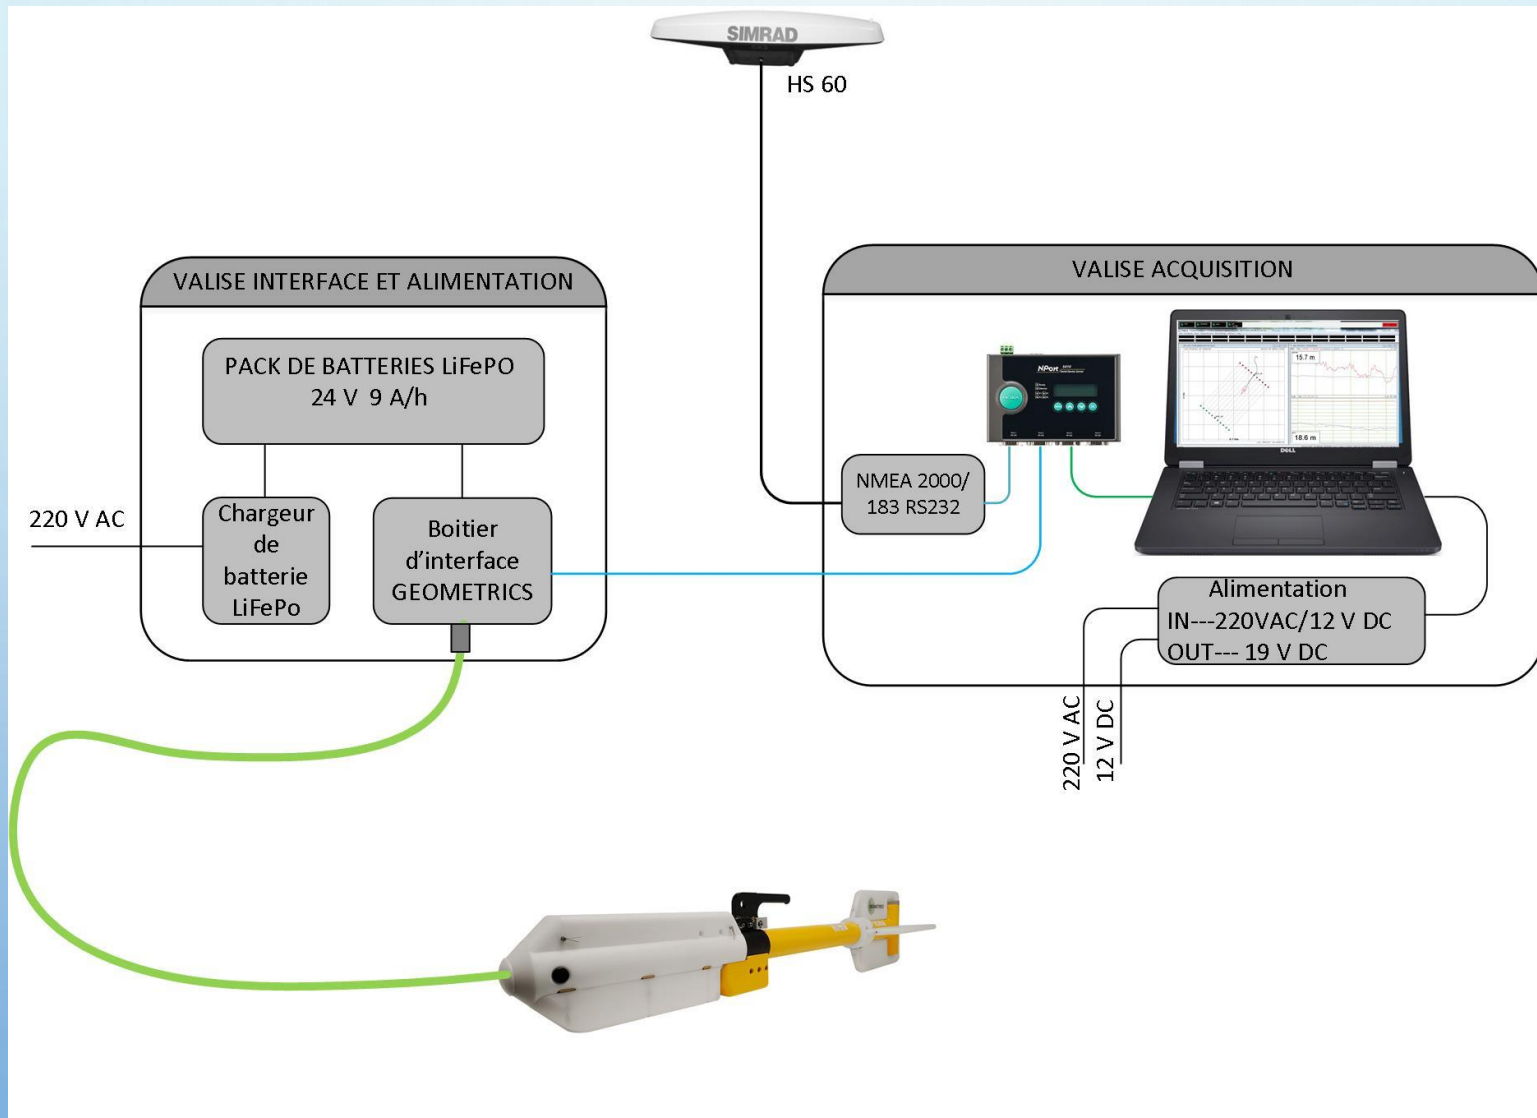 SIMRAD
HS 60
VALISE INTERFACE ET ALIMENTATION
PACK DE BATTERIES LiFePO
24 V 9 A/h
220 V AC
Chargeur
de
batterie
LiFePo
Boitier
d'interface
GEOMETRICS
VALISE ACQUISITION
NPort
NMEA 2000/
183 RS232
15.7 m
18.6 m
DELL
Alimentation
IN---220VAC/12 V DC
OUT--- 19 V DC
220 V AC
12 V DC